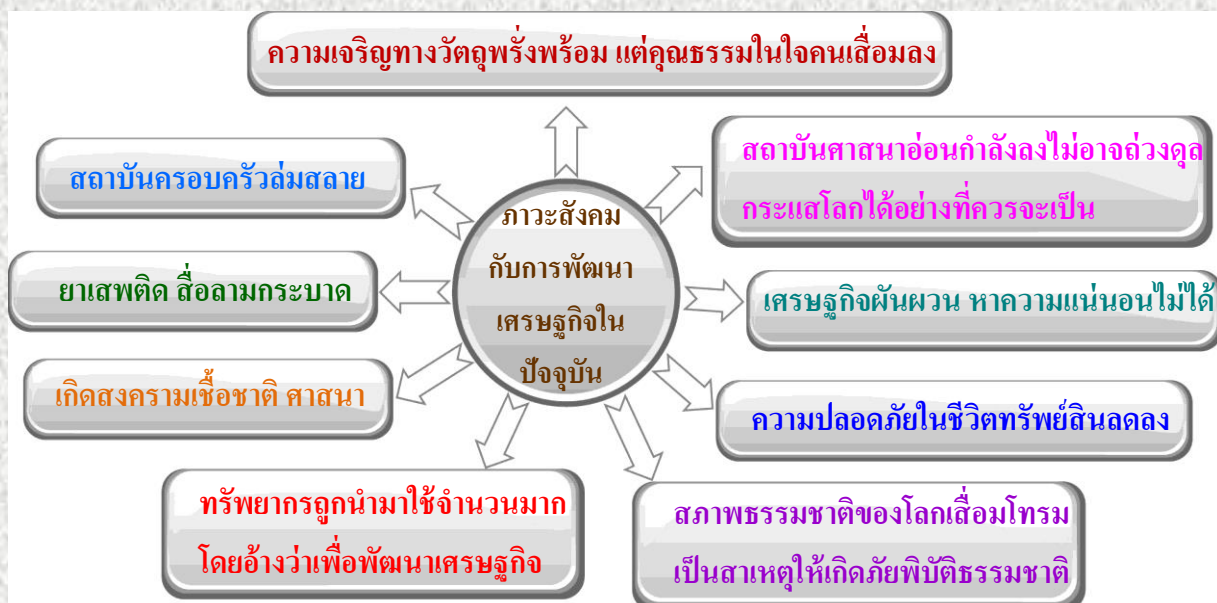 ความเจริญทางวัตถุพรั่งพร้อม แต่คุณธรรมในใจคนเสื่อมลง
สถาบันศาสนาอ่อนกำลังลงไม่อาจถ่วงดุล
กระแสโลกได้อย่างที่ควรจะเป็น
สถาบันครอบครัวล่มสลาย
ภาวะสังคม
กับการพัฒนา
เศรษฐกิจใน
ปัจจุบัน
ยาเสพติด สื่อลามกระบาด
เศรษฐกิจผันผวน หาความแน่นอนไม่ได้
เกิดสงครามเชื้อชาติ ศาสนา
ความปลอดภัยในชีวิตทรัพย์สินลดลง
ทรัพยากรถูกนำมาใช้จำนวนมาก
โดยอ้างว่าเพื่อพัฒนาเศรษฐกิจ
สภาพธรรมชาติของโลกเสื่อมโทรม
เป็นสาเหตุให้เกิดภัยพิบัติธรรมชาติ